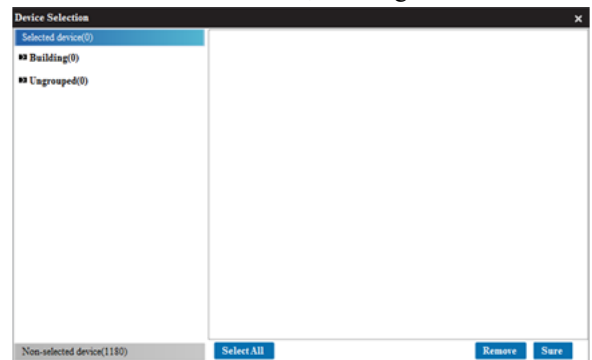 Device Selection ×
Selected device(0)
Building(0)
Ungrouped(0)
Non-selected device(1180)
Select All
Remove
Sure